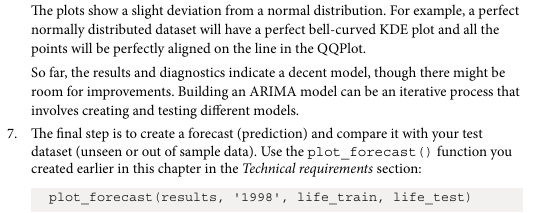 The plots show a slight deviation from a normal distribution. For example, a perfect
normally distributed dataset will have a perfect bell-curved KDE plot and all the
points will be perfectly aligned on the line in the QQPlot.
So far, the results and diagnostics indicate a decent model, though there might be
room for improvements. Building an ARIMA model can be an iterative process that
involves creating and testing different models.
7. The final step is to create a forecast (prediction) and compare it with your test
dataset (unseen or out of sample data). Use the plot_forecast() function you
created earlier in this chapter in the Technical requirements section:
plot_forecast(results, '1998', life_train, life_test)